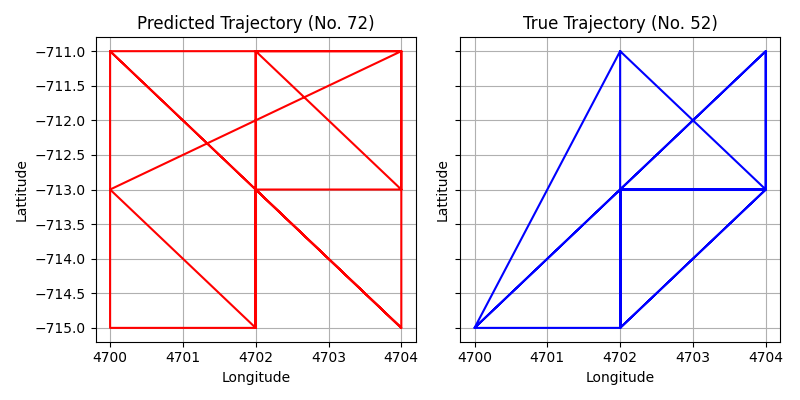 Predicted Trajectory (No. 72)
True Trajectory (No. 52)
Lattitude
−711.0
−711.5
−712.0
−712.5
−713.0
−713.5
−714.0
−714.5
−715.0
4700 4701 4702 4703 4704
Longitude
Lattitude
4700 4701 4702 4703 4704
Longitude